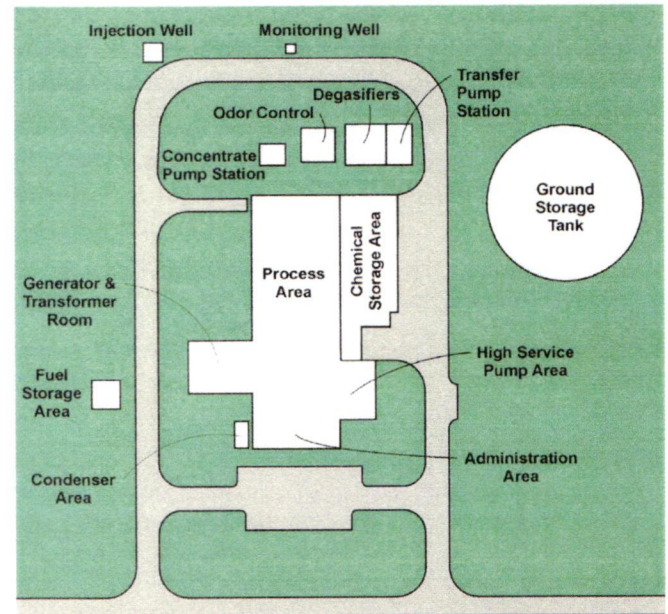 Injection Well
Monitoring Well
Transfer
Pump
Station
Degasifiers
Odor Control
Concentrate
Pump Station
Ground
Storage
Tank
Process
Area
Chemical
Storage Area
Generator &
Transformer
Room
High Service
Pump Area
Fuel
Storage
Area
Administration
Area
Condenser
Area